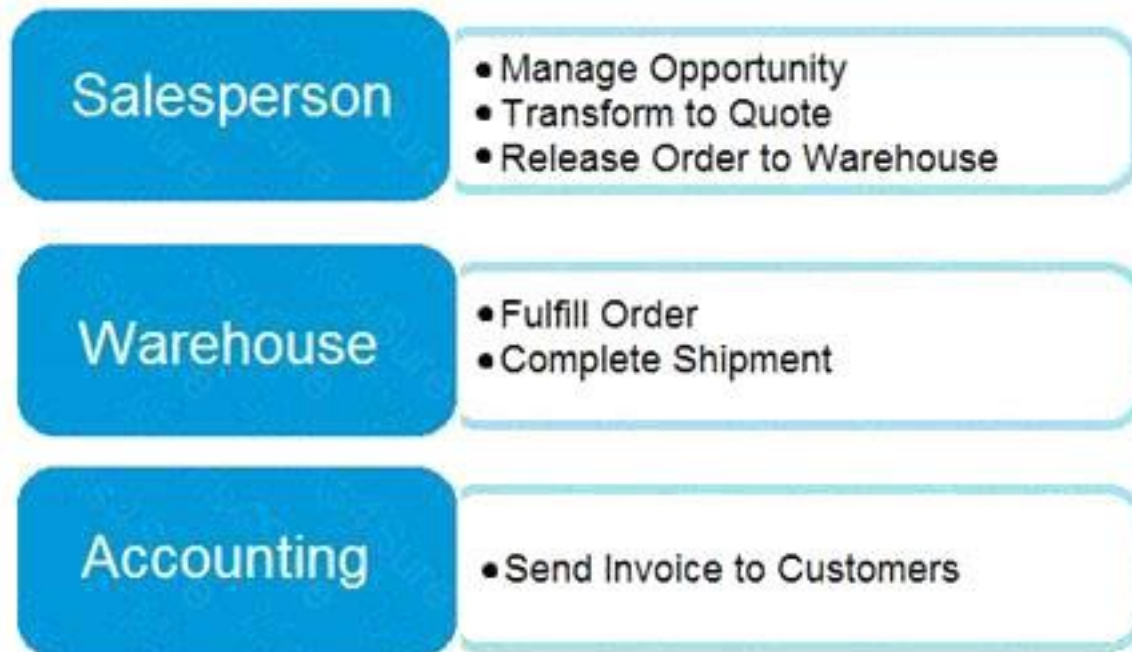 Salesperson
• Manage Opportunity
• Transform to Quote
• Release Order to Warehouse
Warehouse
• Fulfill Order
• Complete Shipment
Accounting
• Send Invoice to Customers